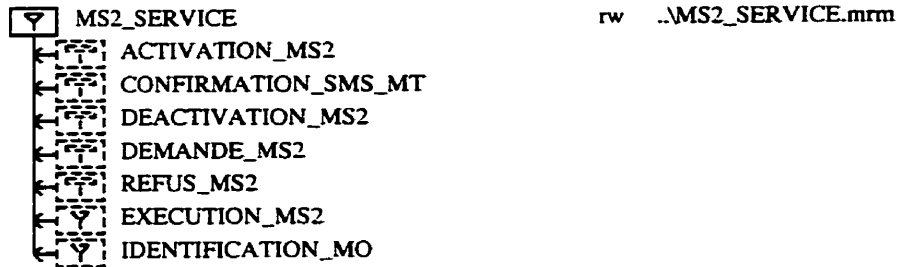 MS2_SERVICE rw ..\MS2_SERVICE.mrm
ACTIVATION_MS2
CONFIRMATION_SMS_MT
DEACTIVATION_MS2
DEMANDE_MS2
REFUS_MS2
EXECUTION_MS2
IDENTIFICATION_MO